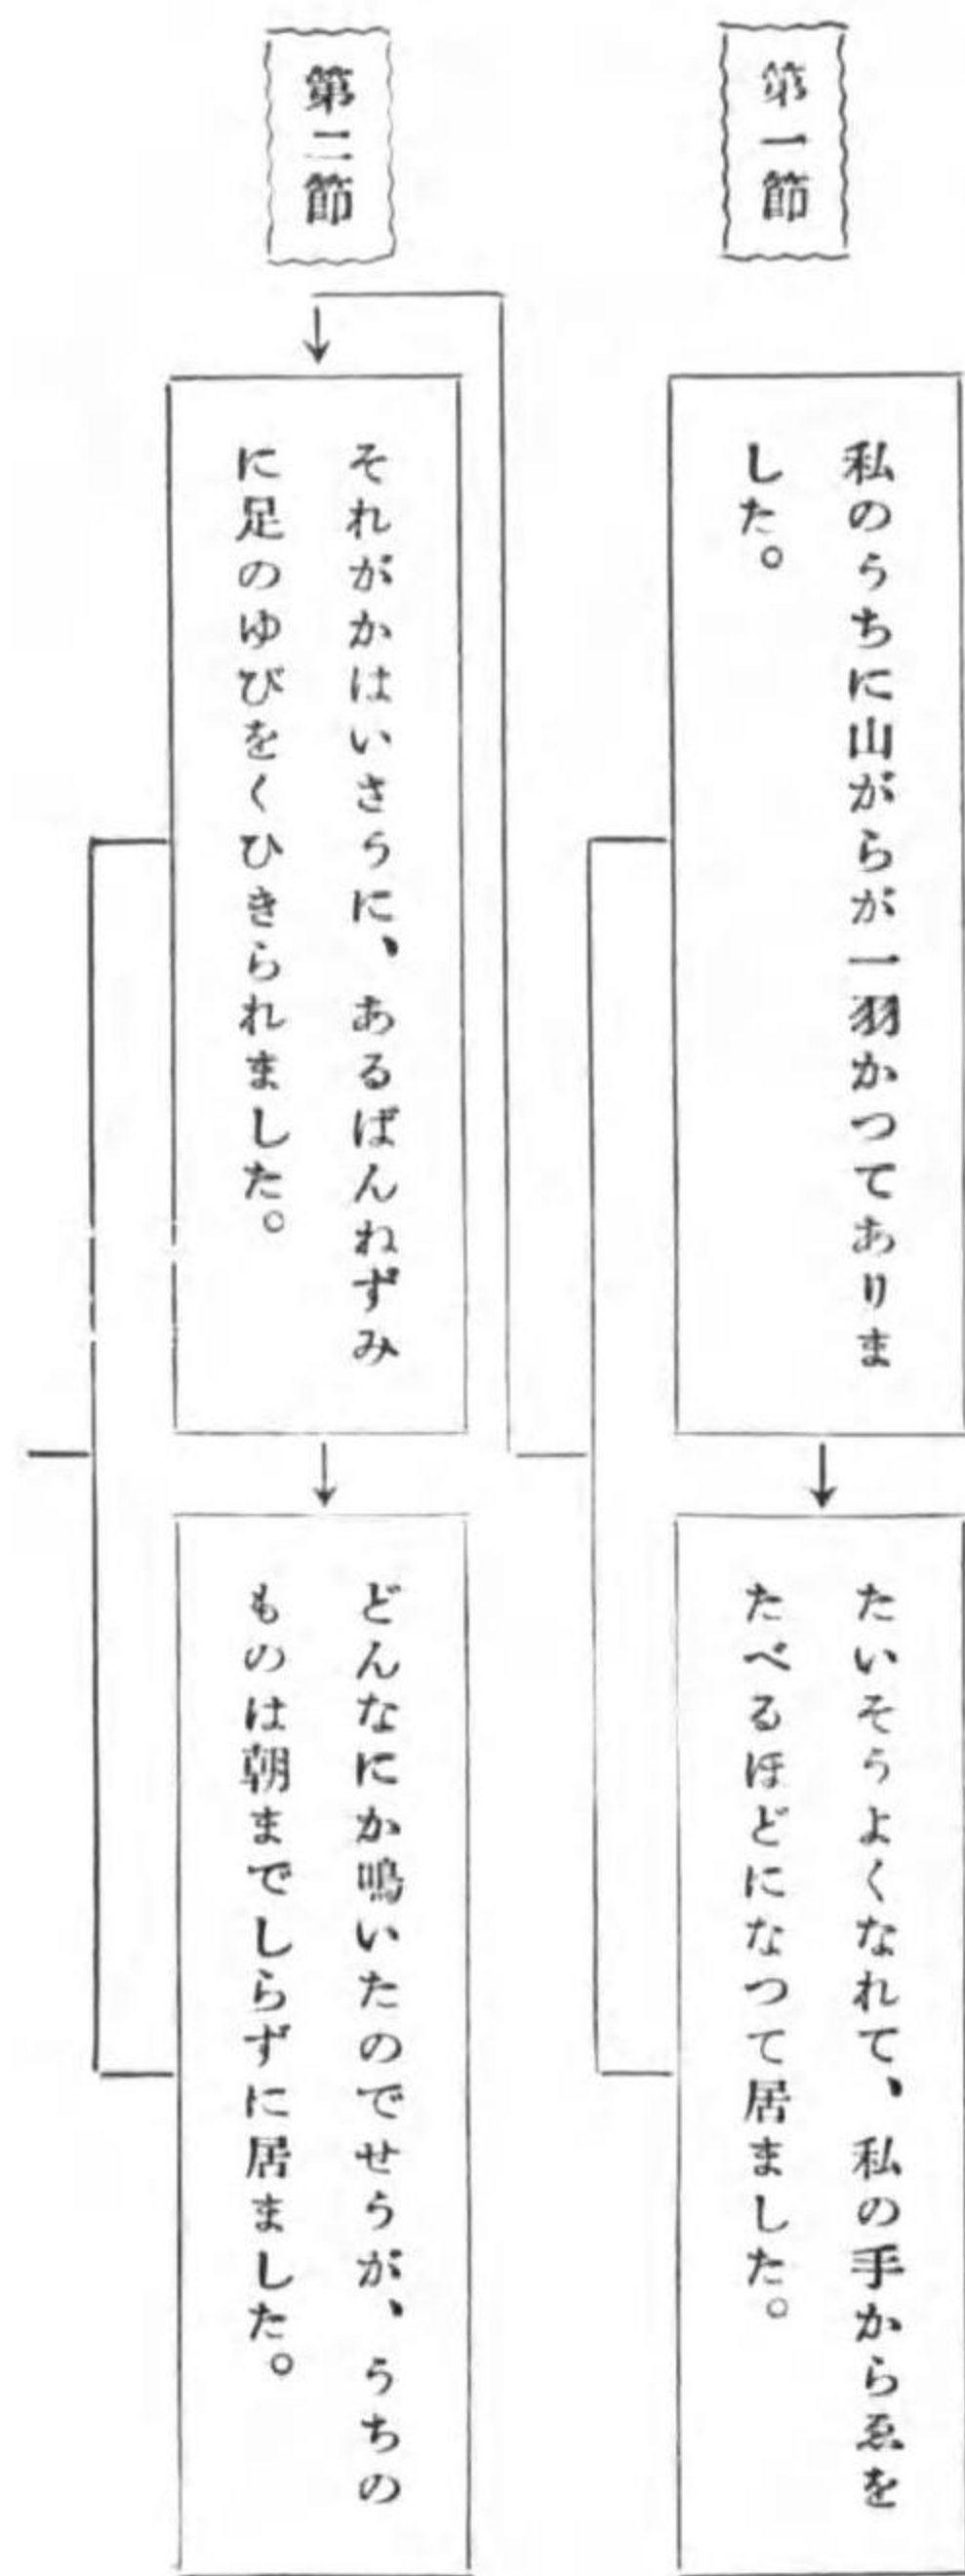 第一節
私のうちに山がらが一羽かつてありま
した。
たいそうよくなれて、私の手からゑを
たべるほどになつて居ました。
第二節
それがかはいさうに、あるばんねずみ
に足のゆびをくひきられました。
どんなにか鳴いたのでせうが、うちの
ものは朝までしらずに居ました。